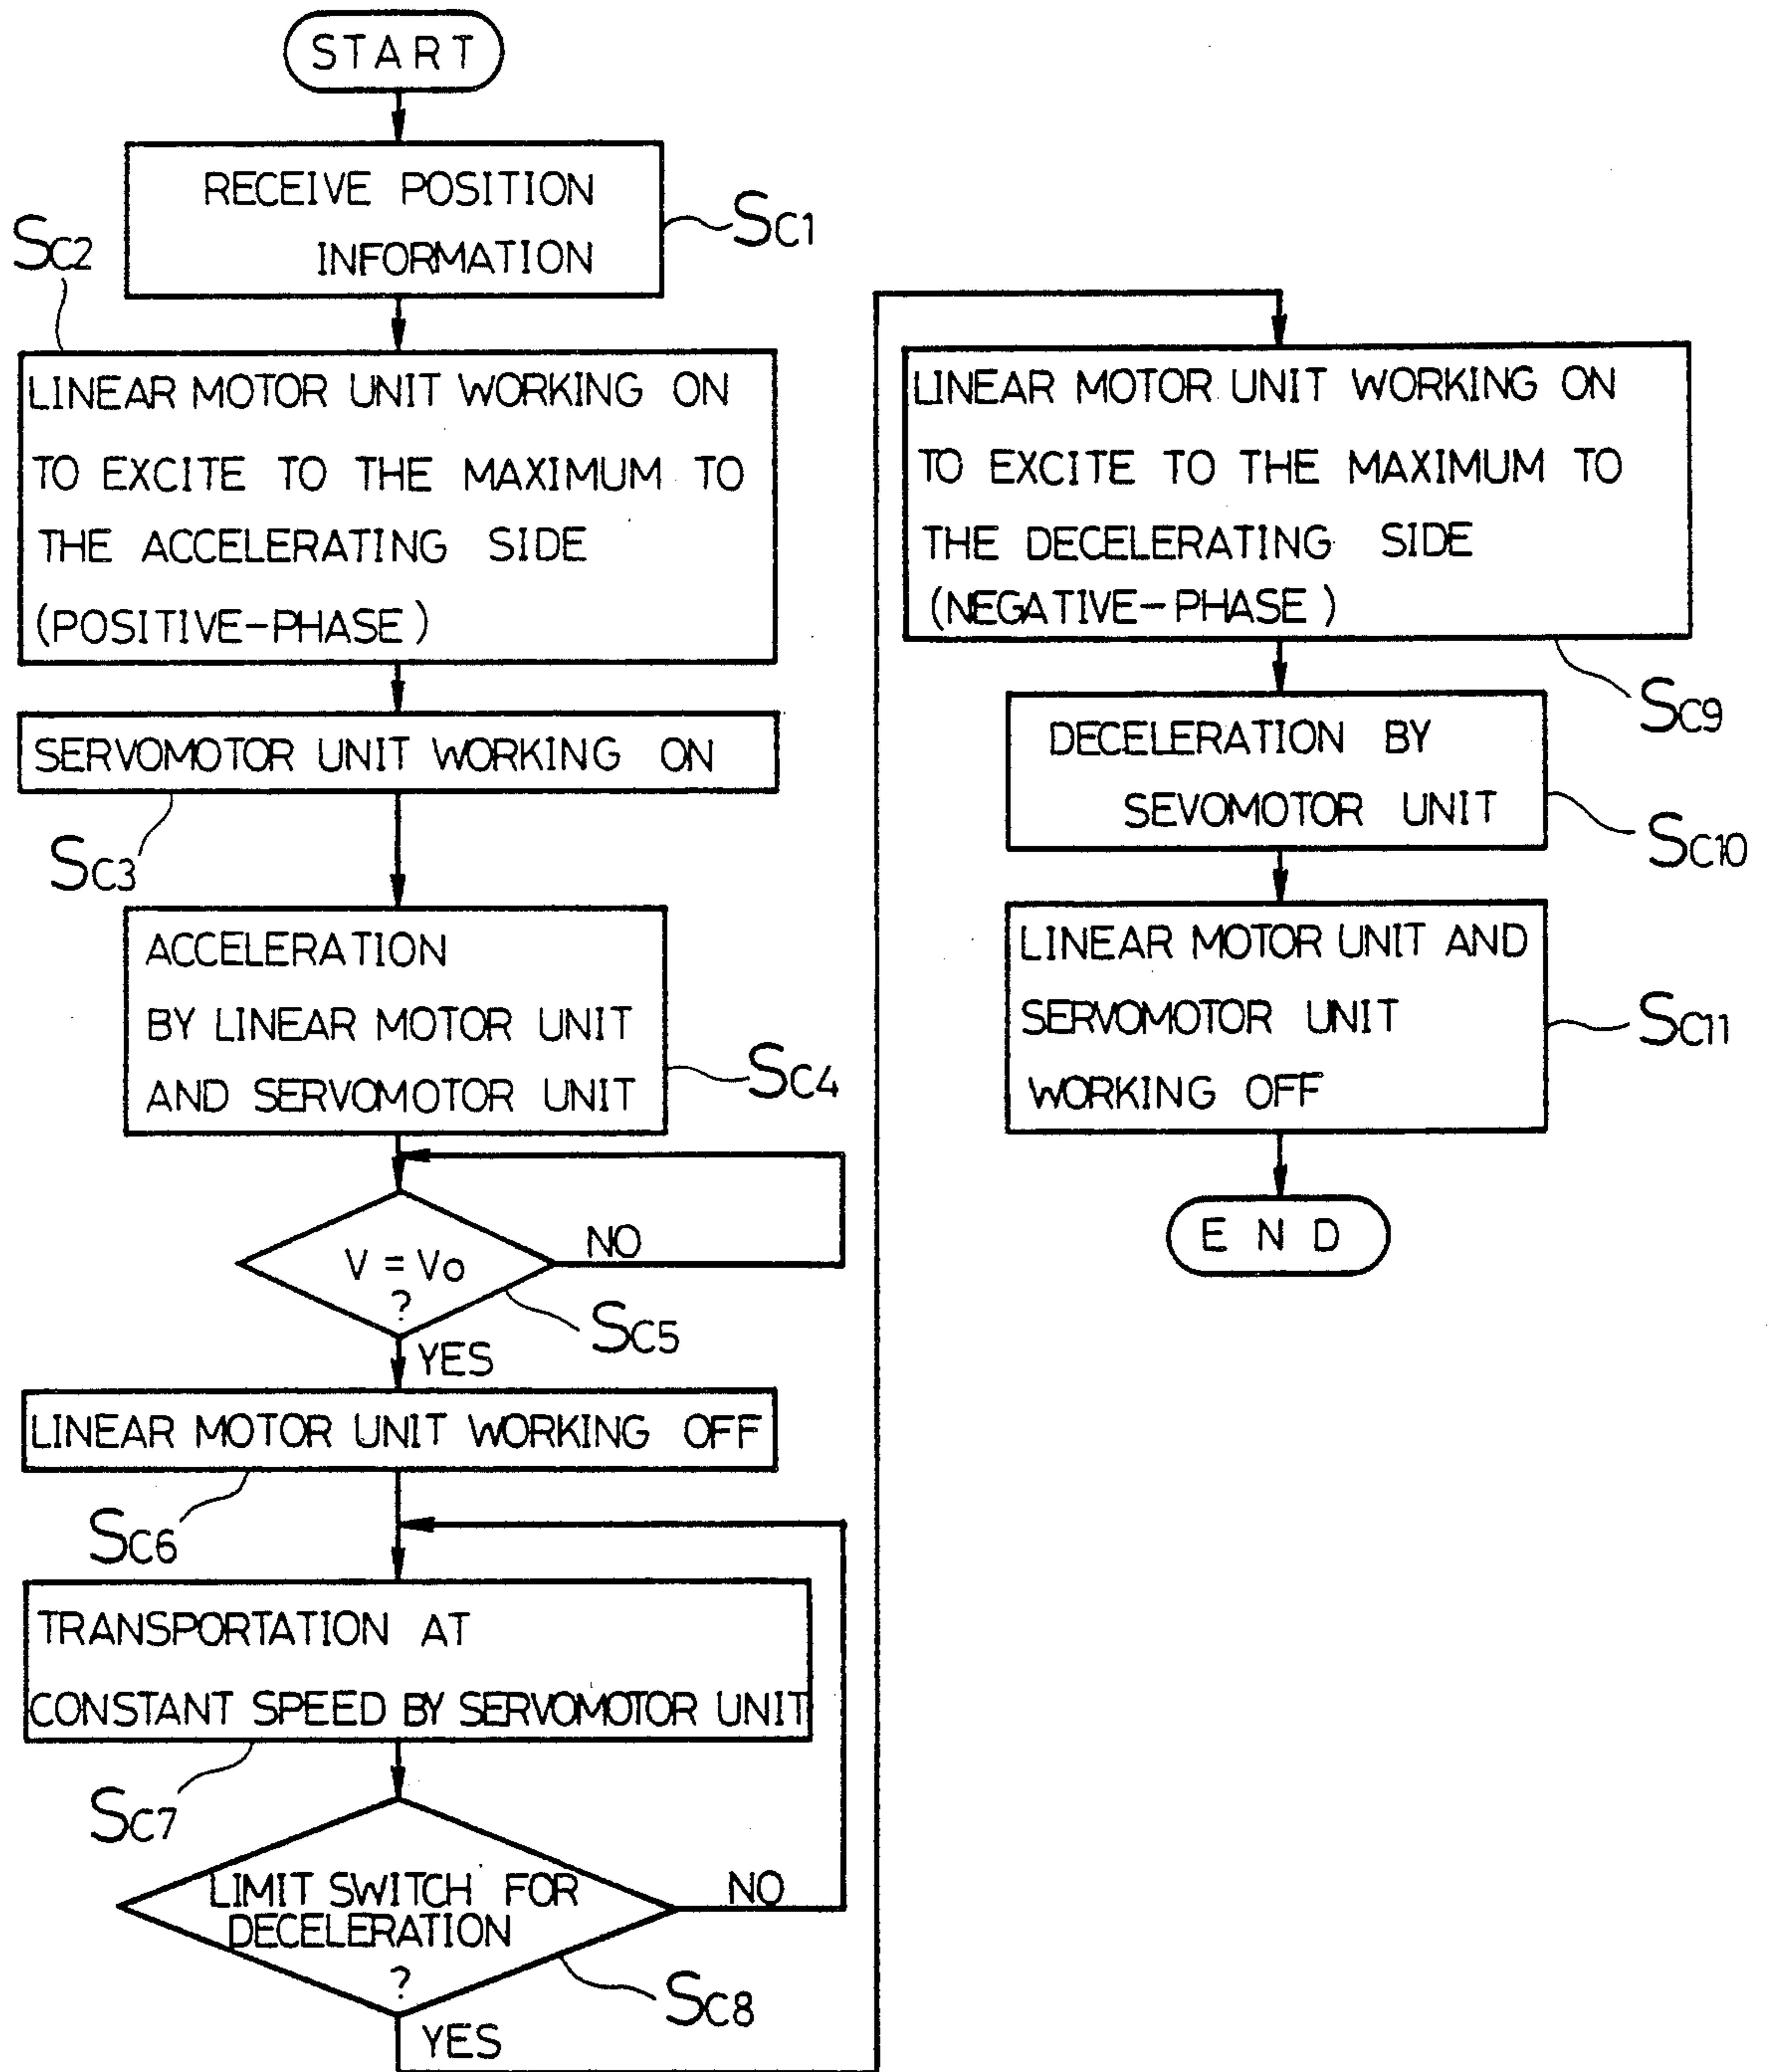 START
RECEIVE POSITION
INFORMATION
SC1
SC2
LINEAR MOTOR UNIT WORKING ON
TO EXCITE TO THE MAXIMUM TO
THE ACCELERATING SIDE
(POSITIVE-PHASE)
SERVOMOTOR UNIT WORKING ON
SC3
ACCELERATION
BY LINEAR MOTOR UNIT
AND SERVOMOTOR UNIT
SC4
V = Vo
?
NO
SC5
YES
LINEAR MOTOR UNIT WORKING OFF
SC6
TRANSPORTATION AT
CONSTANT SPEED BY SERVOMOTOR UNIT
SC7
LIMIT SWITCH FOR
DECELERATION
?
NO
SC8
YES
LINEAR MOTOR UNIT WORKING ON
TO EXCITE TO THE MAXIMUM TO
THE DECELERATING SIDE
(NEGATIVE-PHASE)
SC9
DECELERATION BY
SEVOMOTOR UNIT
SC10
LINEAR MOTOR UNIT AND
SERVOMOTOR UNIT
WORKING OFF
SC11
END